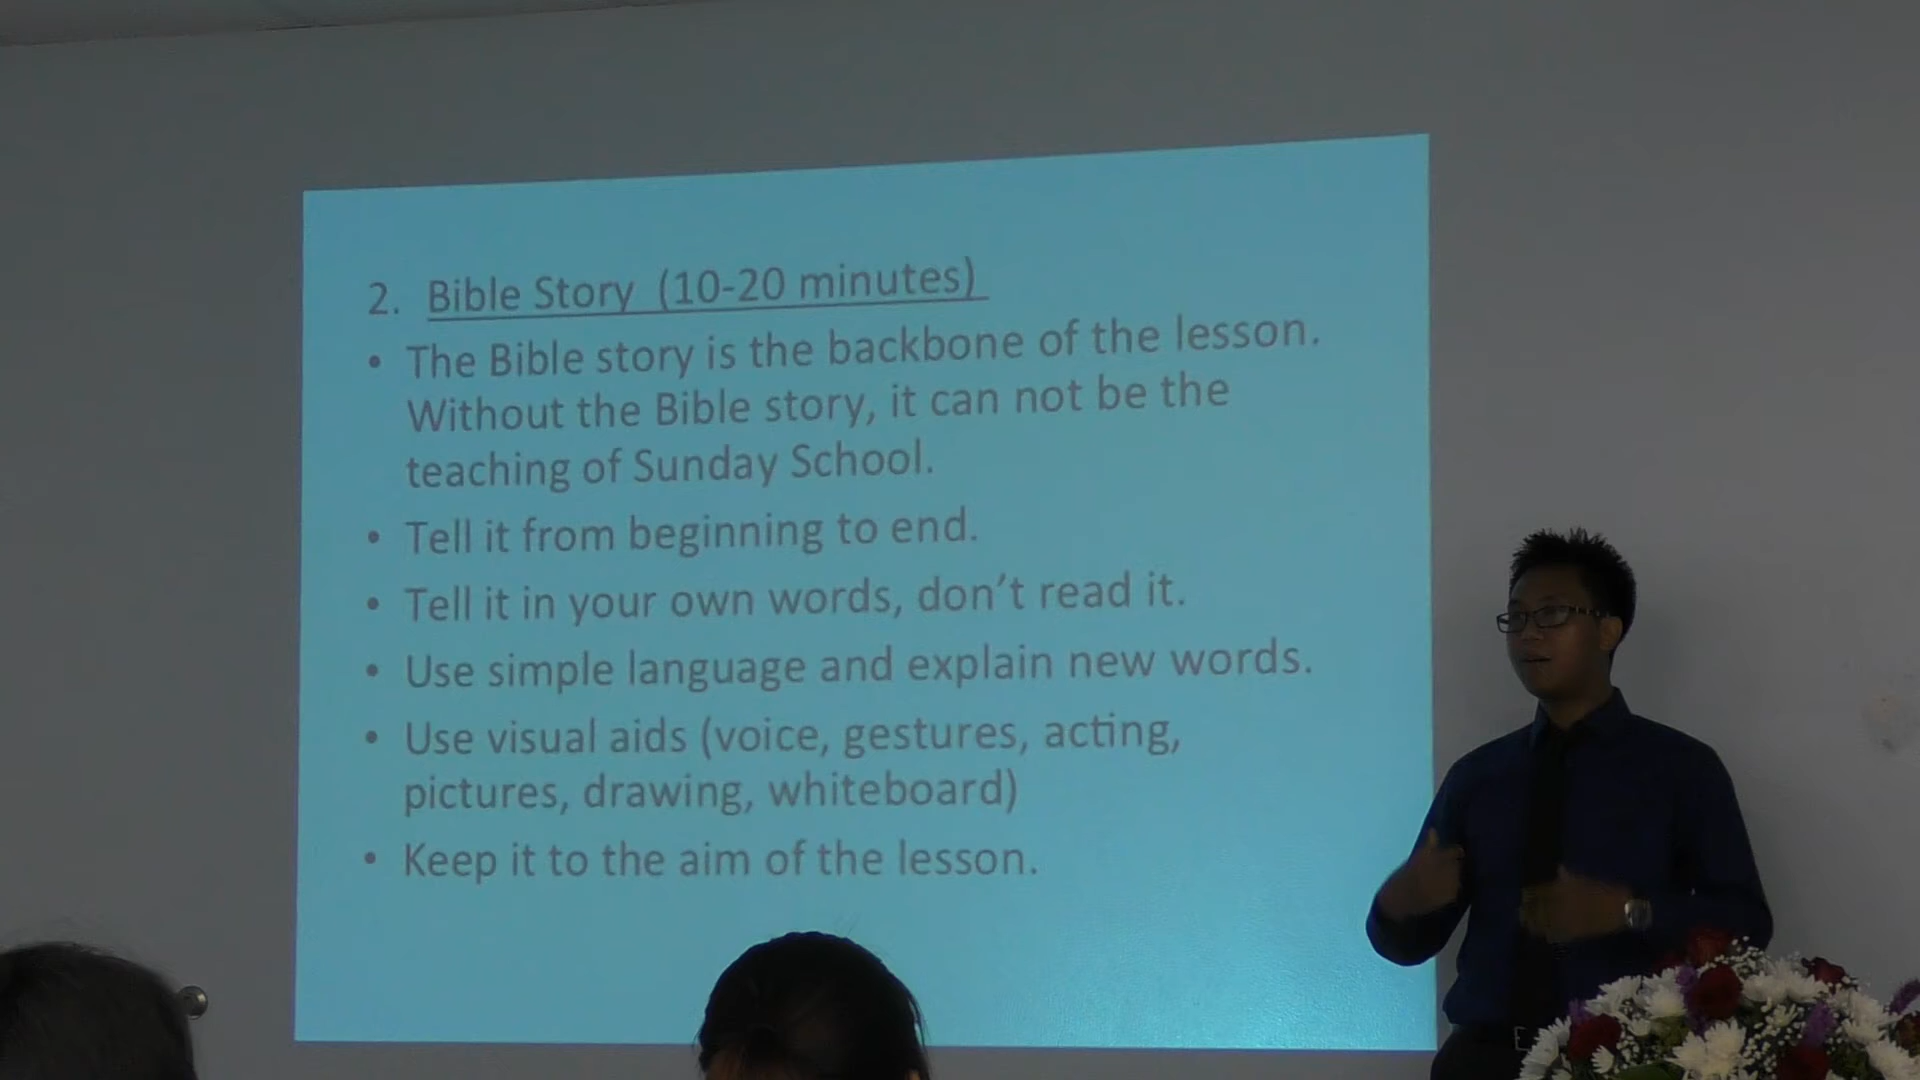 2. Bible Story (10-20 minutes)
• The Bible story is the backbone of the lesson.
Without the Bible story, it can not be the
teaching of Sunday School.
• Tell it from beginning to end.
• Tell it in your own words, don't read it.
• Use simple language and explain new words.
• Use visual aids (voice, gestures, acting,
pictures, drawing, whiteboard)
• Keep it to the aim of the lesson.